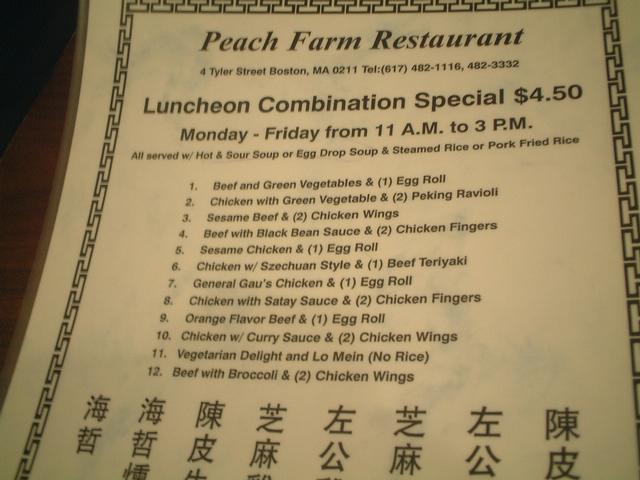 Peach Farm Restaurant
4 Tyler Street Boston, MA 0211 Tel:(617) 482-1116, 482-3332
Luncheon Combination Special $4.50
Monday - Friday from 11 A.M. to 3 P.M.
All served w/ Hot & Sour Soup or Egg Drop Soup & Steamed Rice or Pork Fried Rice
1. Beef and Green Vegetables & (1) Egg Roll
2. Chicken with Green Vegetable & (2) Peking Ravioli
3. Sesame Beef & (2) Chicken Wings
4. Beef with Black Bean Sauce & (2) Chicken Fingers
5. Sesame Chicken & (1) Egg Roll
6. Chicken w/ Szechuan Style & (1) Beef Teriyaki
7. General Gau's Chicken & (1) Egg Roll
8. Chicken with Satay Sauce & (2) Chicken Fingers
9. Orange Flavor Beef & (1) Egg Roll
10. Chicken w/ Curry Sauce & (2) Chicken Wings
11. Vegetarian Delight and Lo Mein (No Rice)
12. Beef with Broccoli & (2) Chicken Wings
陳皮
左公
芝麻
左公
芝麻
陳皮
海哲
海哲